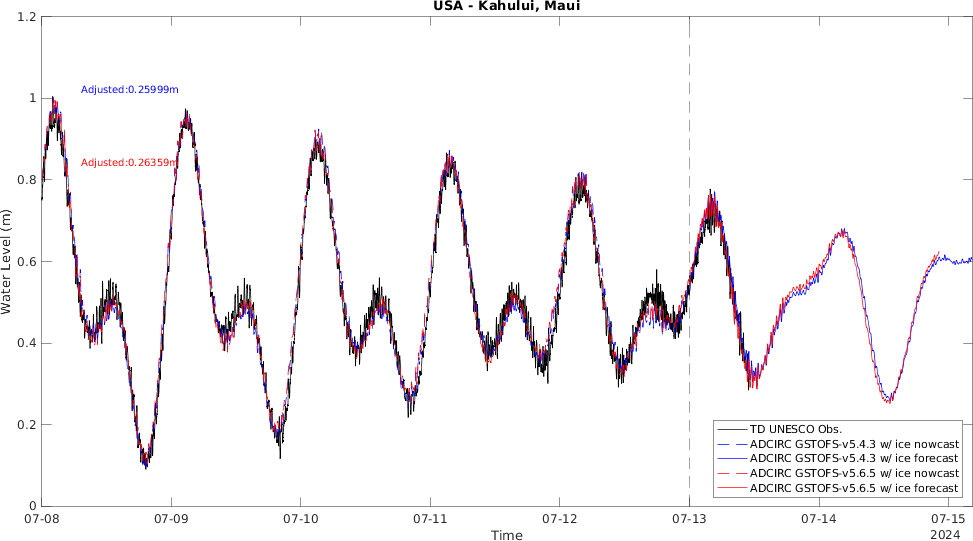 USA - Kahului, Maui
Water Level (m)
1.2
1
0.8
0.6
0.4
0.2
0
Adjusted:0.25999m
Adjusted:0.26359m
TD UNESCO Obs.
ADCIRC GSTOFS-v5.4.3 w/ ice nowcast
ADCIRC GSTOFS-v5.4.3 w/ ice forecast
ADCIRC GSTOFS-v5.6.5 w/ ice nowcast
ADCIRC GSTOFS-v5.6.5 w/ ice forecast
07-08 07-09 07-10 07-11 07-12 07-13 07-14 07-15
Time
2024